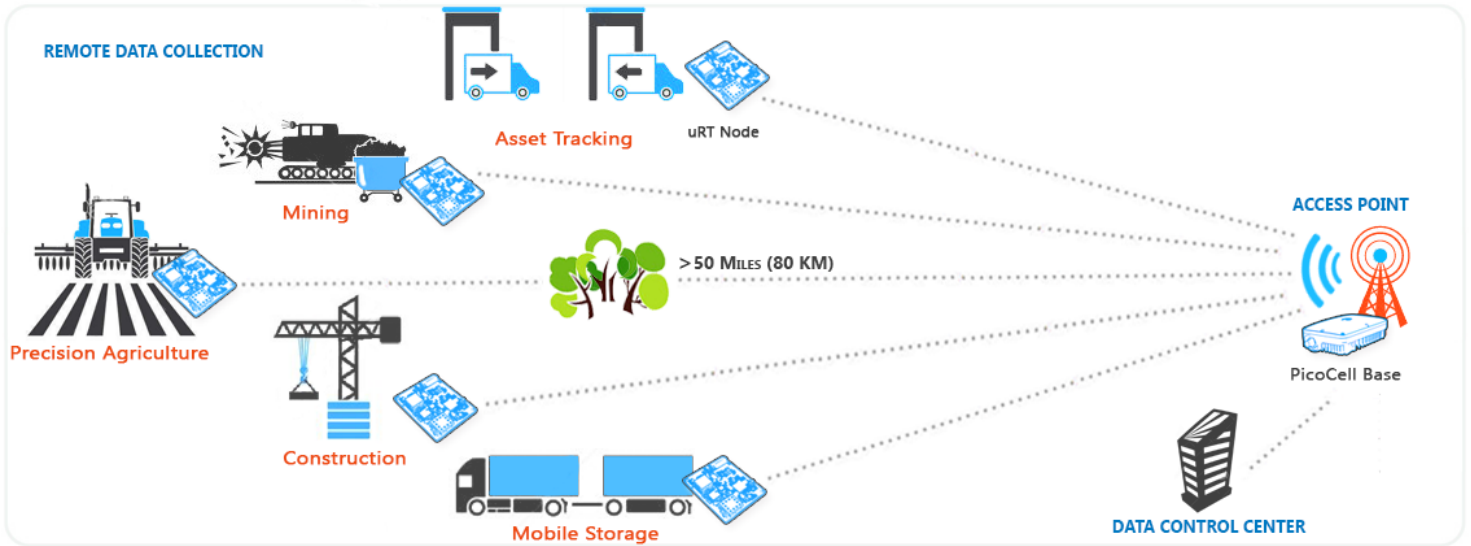 REMOTE DATA COLLECTION
Asset Tracking
uRT Node
Mining
ACCESS POINT
>50 MILES (80 KM)
Precision Agriculture
PicoCell Base
Construction
Mobile Storage
DATA CONTROL CENTER